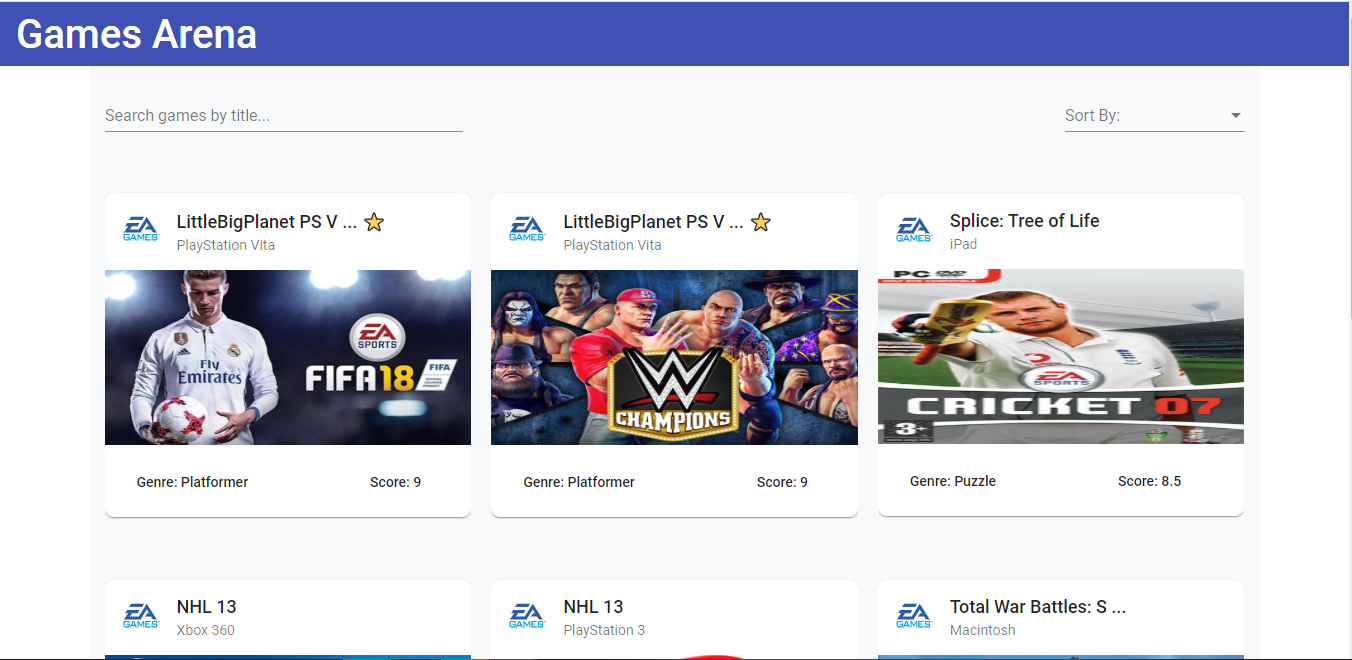 Games Arena
Search games by title...
Sort By:
EA GAMES
LittleBigPlanet PS V ...
PlayStation Vita
EA GAMES
LittleBigPlanet PS V ...
PlayStation Vita
EA GAMES
Splice: Tree of Life
iPad
Fly
Emirates
EA
SPORTS
FIFA 18
FIFA
W
CHAMPIONS
PC DVD
EA
SPORTS
CRICKET 07
3+
Genre: Platformer
Score: 9
Genre: Platformer
Score: 9
Genre: Puzzle
Score: 8.5
EA GAMES
NHL 13
Xbox 360
EA GAMES
NHL 13
PlayStation 3
EA GAMES
Total War Battles: S ...
Macintosh